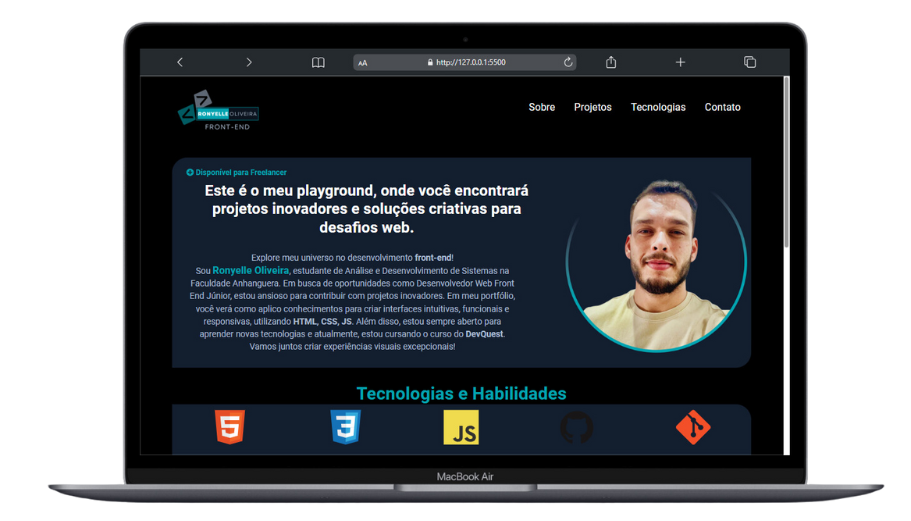 AA
http://127.0.0.1:5500
RONYELLE OLIVEIRA
FRONT-END
Sobre Projetos Tecnologias Contato
Disponível para Freelancer
Este é o meu playground, onde você encontrará
projetos inovadores e soluções criativas para
desafios web.
Explore meu universo no desenvolvimento front-end!
Sou Ronyelle Oliveira, estudante de Análise e Desenvolvimento de Sistemas na
Faculdade Anhanguera. Em busca de oportunidades como Desenvolvedor Web Front
End Júnior, estou ansioso para contribuir com projetos inovadores. Em meu portfólio,
você verá como aplico conhecimentos para criar interfaces intuitivas, funcionais e
responsivas, utilizando HTML, CSS, JS. Além disso, estou sempre aberto para
aprender novas tecnologias e atualmente, estou cursando o curso do DevQuest.
Vamos juntos criar experiências visuais excepcionais!
Tecnologias e Habilidades
5 3 JS
MacBook Air